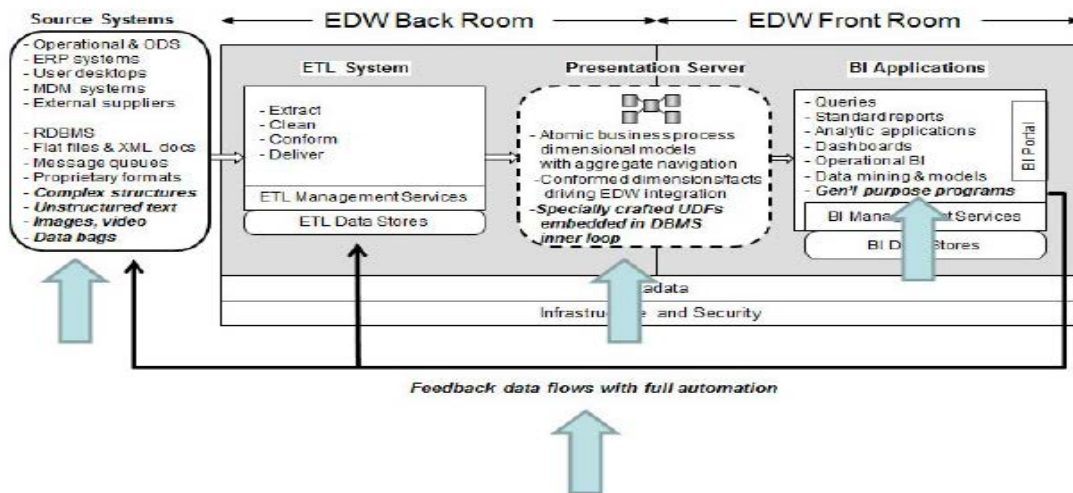 Source Systems
EDW Back Room
EDW Front Room
- Operational & ODS
- ERP systems
- User desktops
- MDM systems
- External suppliers
- RDBMS
- Flat files & XML docs
- Message queues
- Proprietary formats
- Complex structures
- Unstructured text
- Images, video
- Data bags
ETL System
- Extract
- Clean
- Conform
- Deliver
ETL Management Services
ETL Data Stores
Presentation Server
- Atomic business process
dimensional models
with aggregate navigation
-Conformed dimensions/facts
driving EDW integration
-Specially crafted UDFs
embedded in DBMS
inner loop
BI Applications
- Queries
- Standard reports
- Analytic applications
- Dashboards
- Operational BI
- Data mining & models
- Gen'l purpose programs
BI Portal
BI Services
BI Stores
and Security
Feedback data flows with full automation